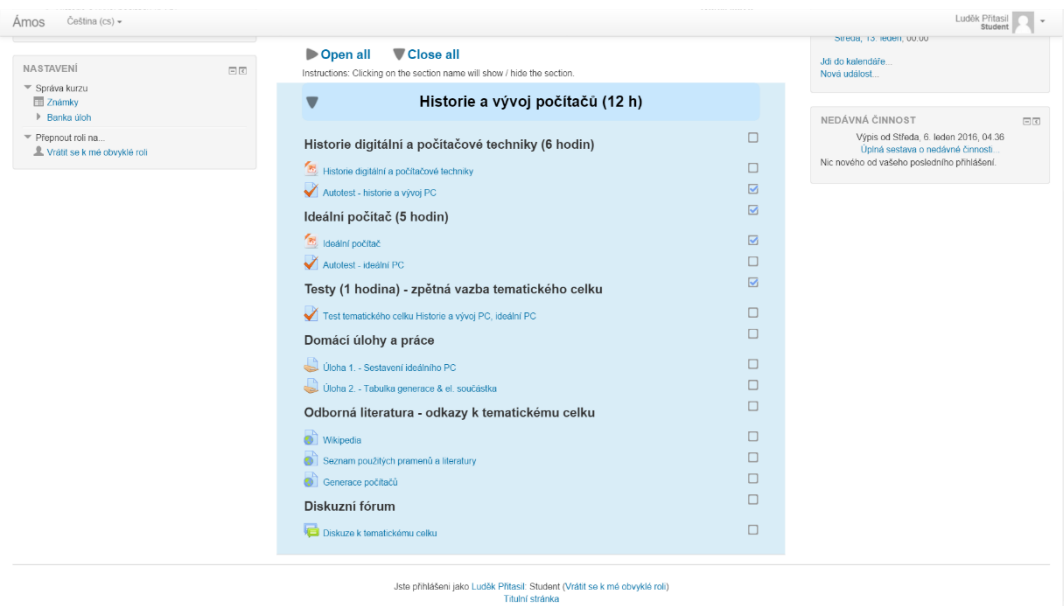 Ámos Čeština (cs)
Luděk Přitasil
Student
NASTAVENÍ
Správa kurzu
Známky
Banka úloh
Přepnout roli na...
Vrátit se k mé obvyklé roli
Open all Close all
Instructions: Clicking on the section name will show / hide the section.
Historie a vývoj počítačů (12 h)
Historie digitální a počítačové techniky (6 hodin)
Historie digitální a počítačové techniky
Autotest - historie a vývoj PC
Ideální počítač (5 hodin)
Ideální počítač
Autotest - ideální PC
Testy (1 hodina) - zpětná vazba tematického celku
Test tematického celku Historie a vývoj PC, ideální PC
Domácí úlohy a práce
Úloha 1. - Sestavení ideálního PC
Úloha 2. - Tabulka generace & el. součástka
Odborná literatura - odkazy k tematickému celku
Wikipedia
Seznam použitých pramenů a literatury
Generace počítačů
Diskuzní fórum
Diskuze k tematickému celku
Středa, 13. leden, 00:00
Jdi do kalendáře...
Nová událost...
NEDÁVNÁ ČINNOST
Výpis od Středa, 6. leden 2016, 04.36
Úplná sestava o nedávné činnosti...
Nic nového od vašeho posledního přihlášení.
Jste přihlášeni jako Luděk Přitasil: Student (Vrátit se k mé obvyklé roli)
Titulní stránka